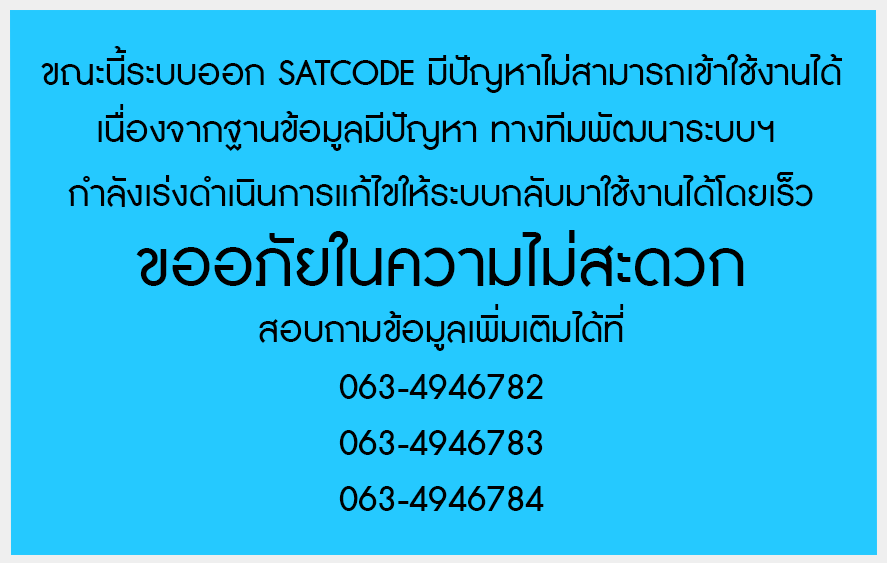 ขณะนี้ระบบออก SATCODE มีปัญหาไม่สามารถเข้าใช้งานได้
เนื่องจากฐานข้อมูลมีปัญหา ทางทีมพัฒนาระบบฯ
กำลังเร่งดำเนินการแก้ไขให้ระบบกลับมาใช้งานได้โดยเร็ว
ขออภัยในความไม่สะดวก
สอบถามข้อมูลเพิ่มเติมได้ที่
063-4946782
063-4946783
063-4946784